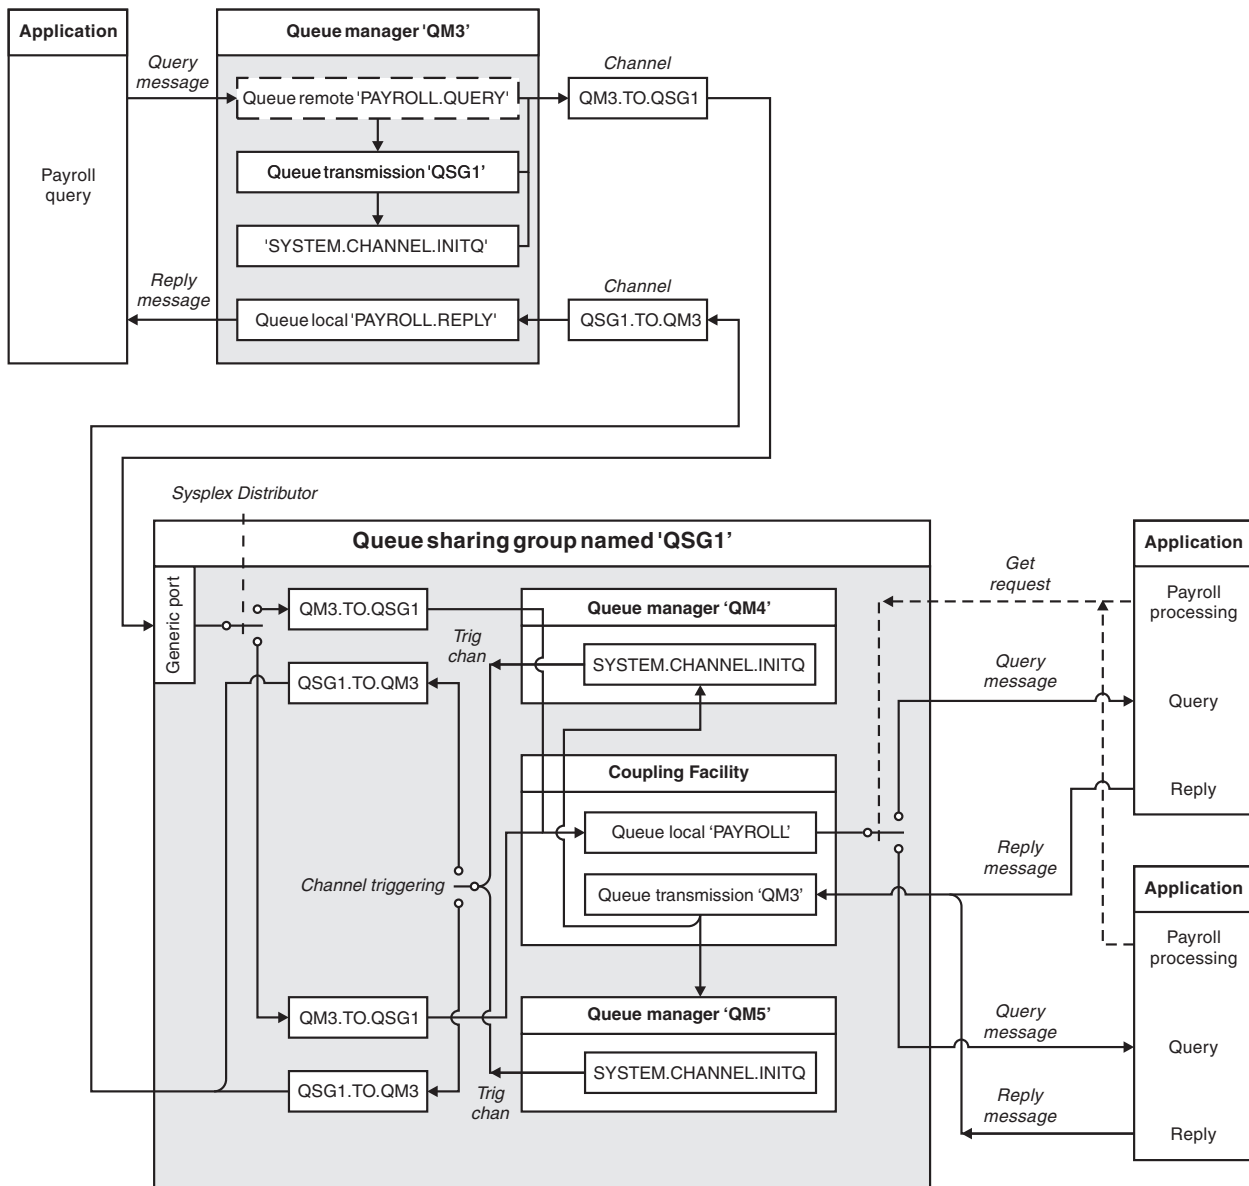 Application
Queue manager 'QM3’
Query
message
Channel
Queue remote 'PAYROLL.QUERY'
QM3.TO.QSG1
Payroll
query
Queue transmission 'QSG1’
'SYSTEM.CHANNEL.INITQ'
Reply
message
Channel
Queue local 'PAYROLL.REPLY'
QSG1.TO.QM3
Sysplex Distributor
Queue sharing group named 'QSG1’
Generic port
QM3.TO.QSG1
QSG1.TO.QM3
Trig
chan
Queue manager ‘QM4’
SYSTEM.CHANNEL.INITQ
Coupling Facility
Queue local ‘PAYROLL’
Queue transmission ‘QM3’
Channel triggering
QM3.TO.QSG1
QSG1.TO.QM3
Trig
chan
Queue manager ‘QM5’
SYSTEM.CHANNEL.INITQ
Get
request
Query
message
Reply
message
Application
Payroll
processing
Query
Reply
Query
message
Reply
message
Application
Payroll
processing
Query
Reply